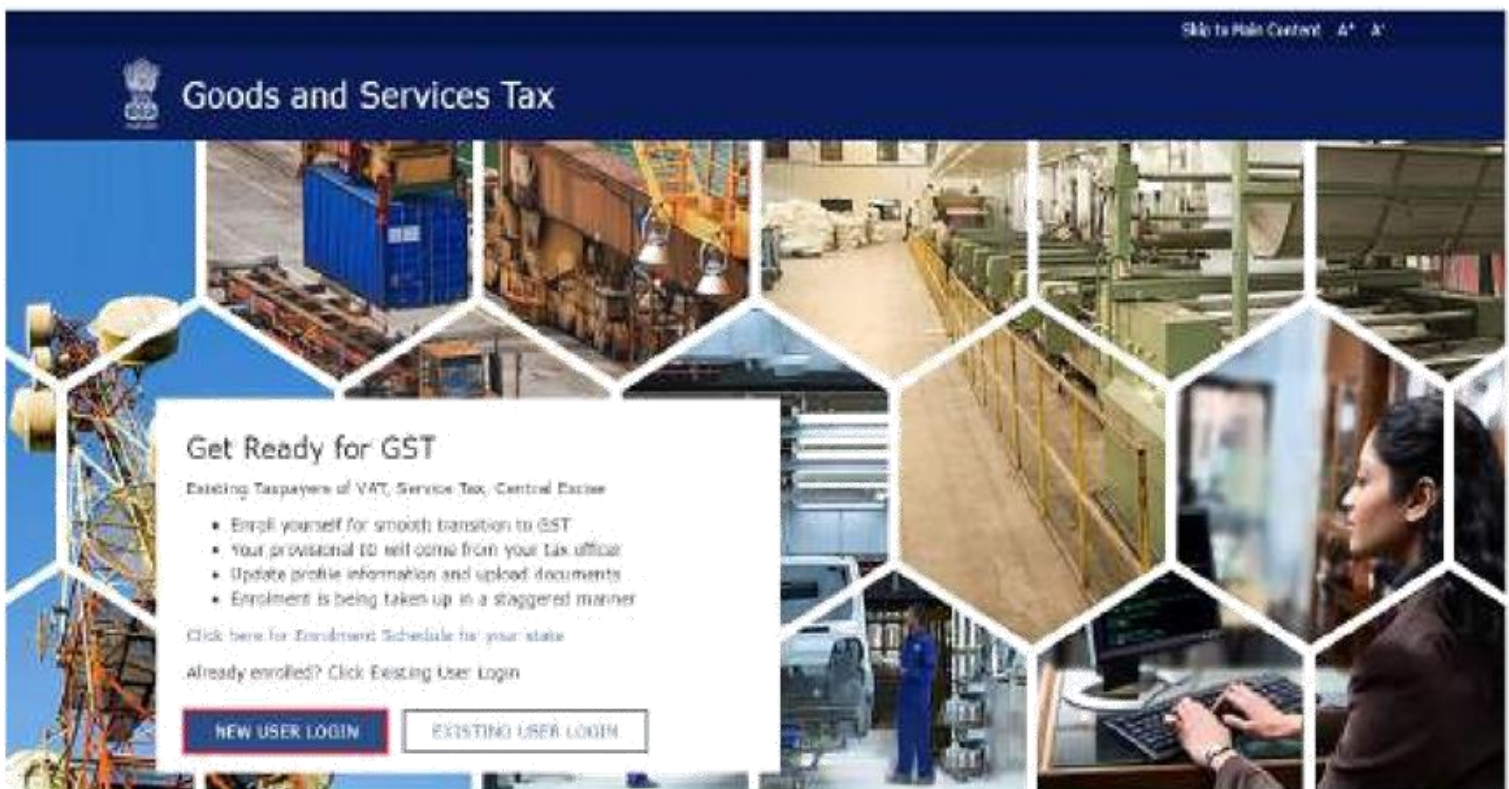 Skip to Main Content A+ A-
Goods and Services Tax
Get Ready for GST
Existing Taxpayers of VAT, Service Tax, Central Excise
• Enroll yourself for smooth transition to GST
• Your provisional ID will come from your tax officer
• Update profile information and upload documents
• Enrolment is being taken up in a staggered manner
Click here for Enrolment Schedule for your state
Already enrolled? Click Existing User Login
NEW USER LOGIN EXISTING USER LOGIN